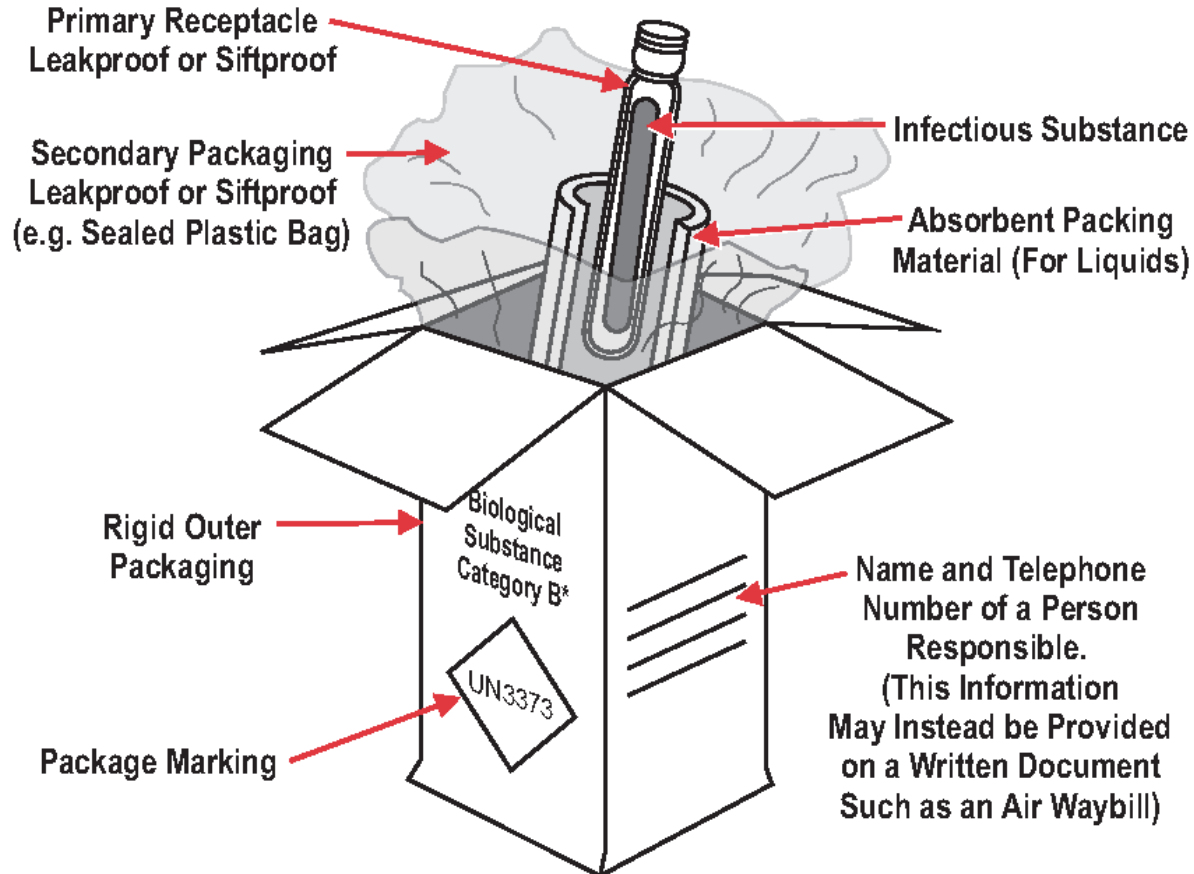 Primary Receptacle
Leakproof or Siftproof
Infectious Substance
Secondary Packaging
Leakproof or Siftproof
(e.g. Sealed Plastic Bag)
Absorbent Packing
Material (For Liquids)
Rigid Outer
Packaging
Biological
Substance
Category B*
Name and Telephone
Number of a Person
Responsible.
(This Information
May Instead be Provided
on a Written Document
Such as an Air Waybill)
UN3373
Package Marking